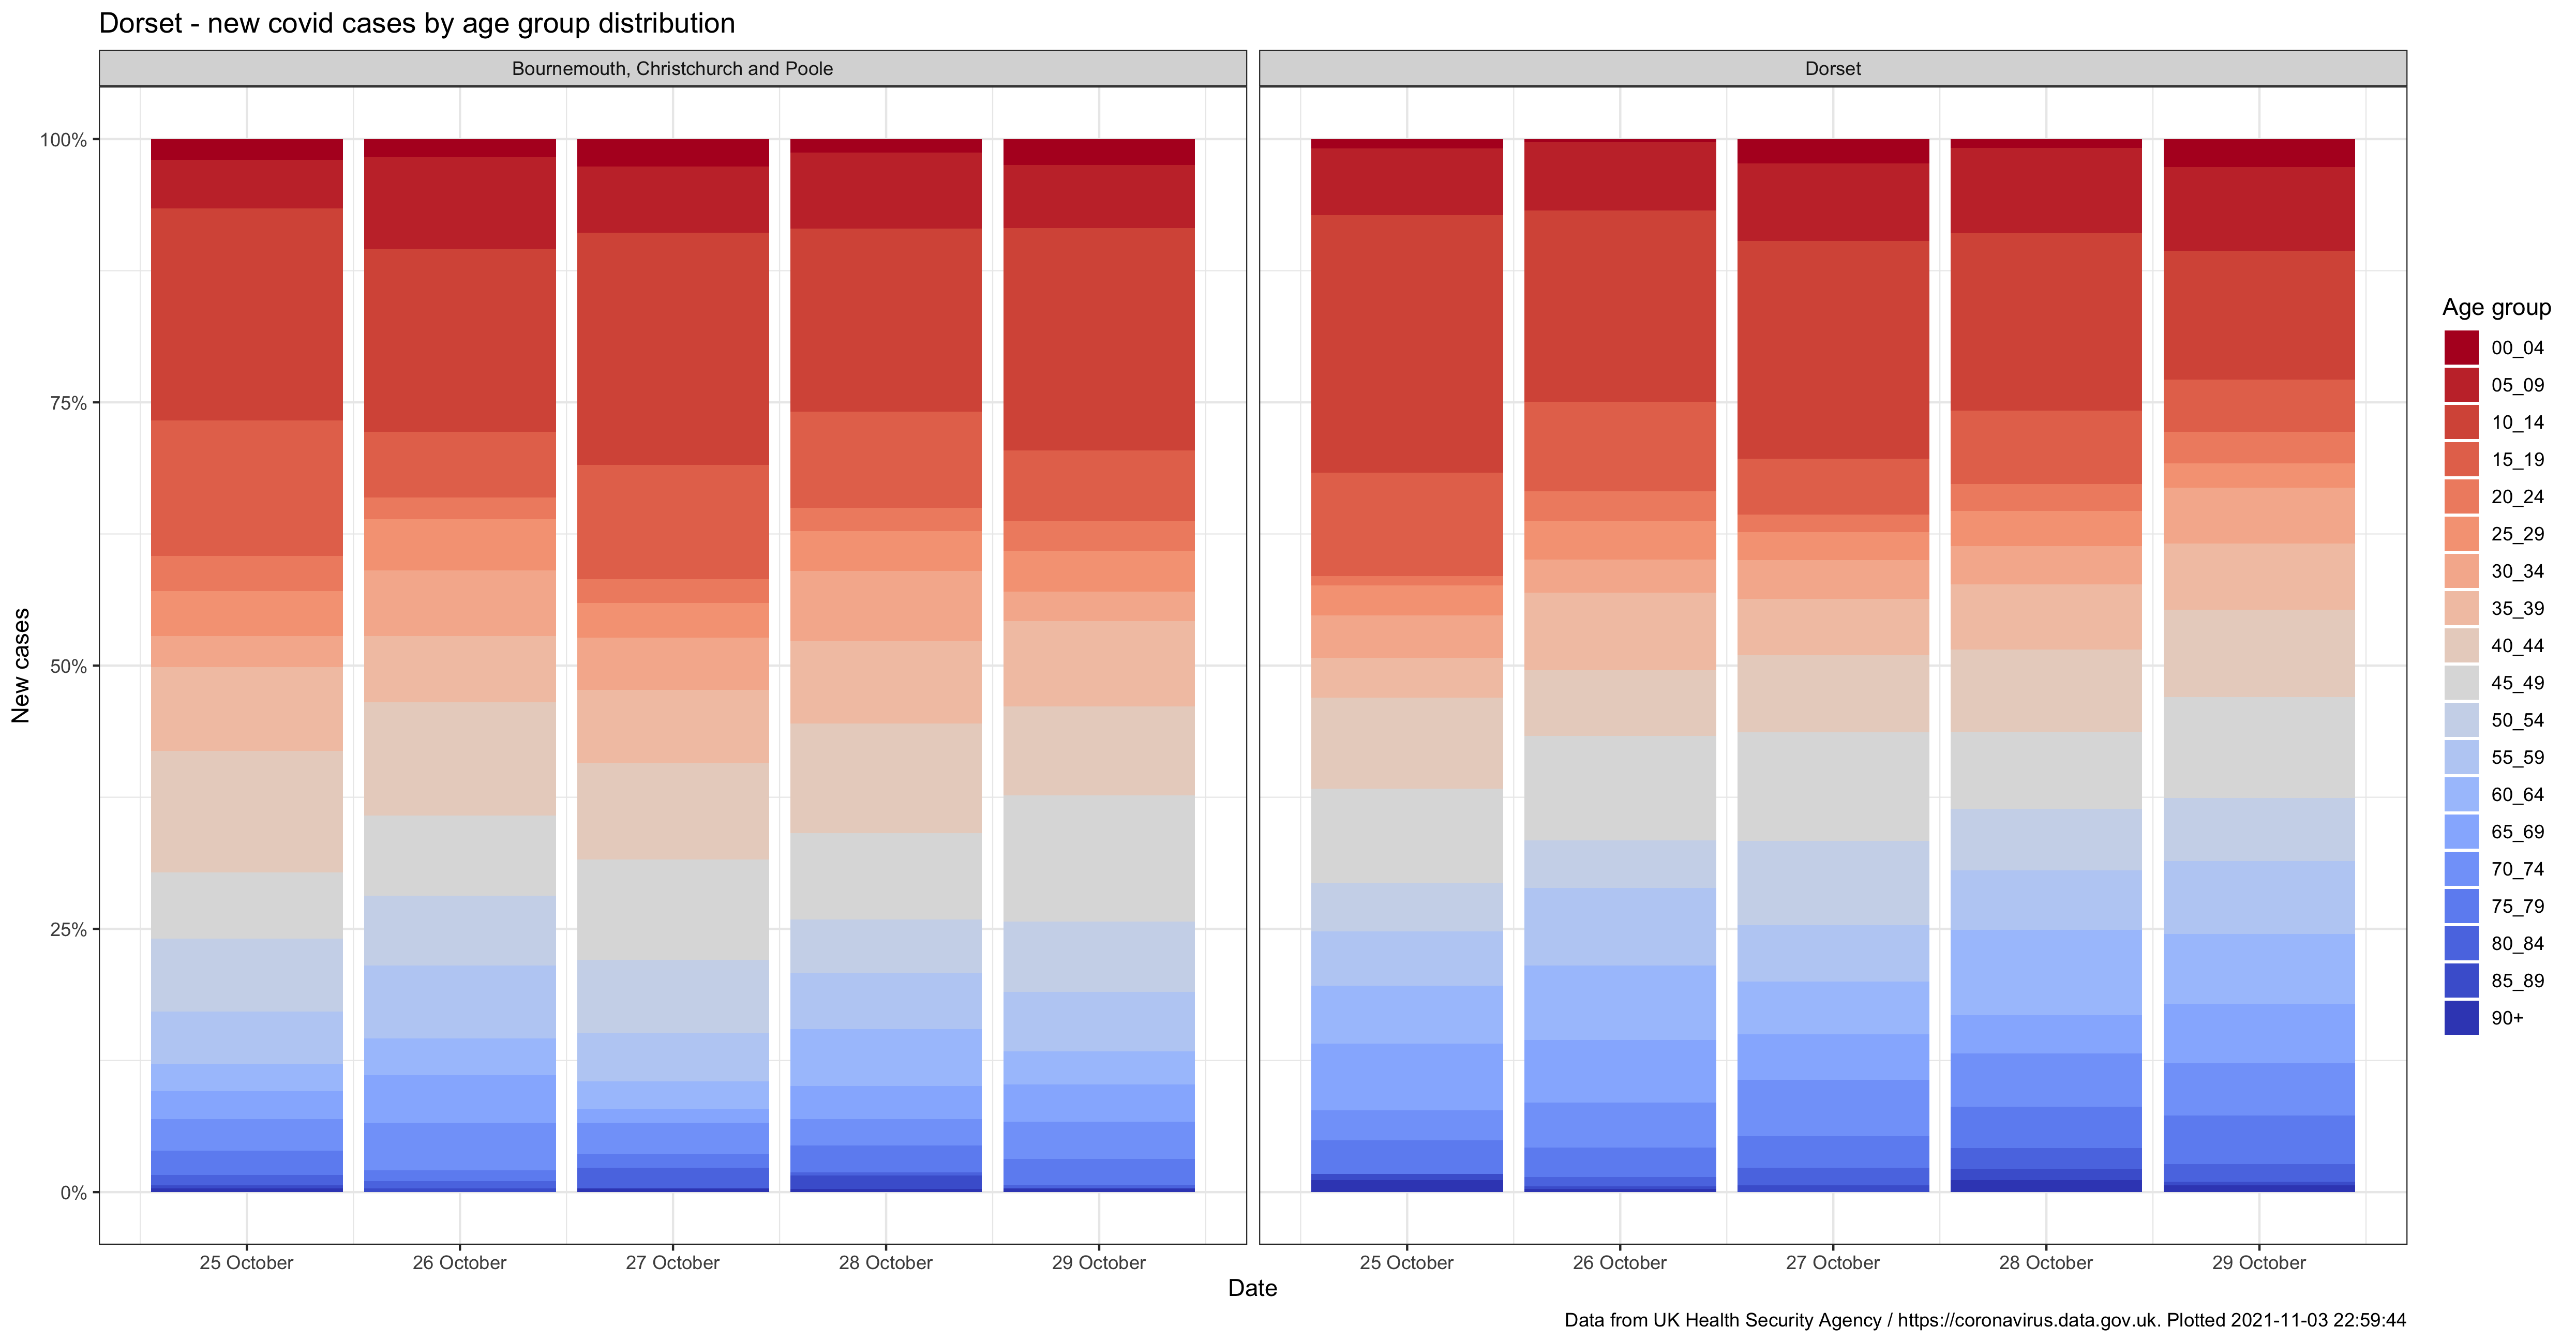 Dorset - new covid cases by age group distribution
Bournemouth, Christchurch and Poole
Dorset
100%
75%
50%
25%
0%
New cases
25 October
26 October
27 October
28 October
29 October
25 October
26 October
27 October
28 October
29 October
Date
Age group
00_04
05_09
10_14
15_19
20_24
25_29
30_34
35_39
40_44
45_49
50_54
55_59
60_64
65_69
70_74
75_79
80_84
85_89
90+
Data from UK Health Security Agency / https://coronavirus.data.gov.uk. Plotted 2021-11-03 22:59:44